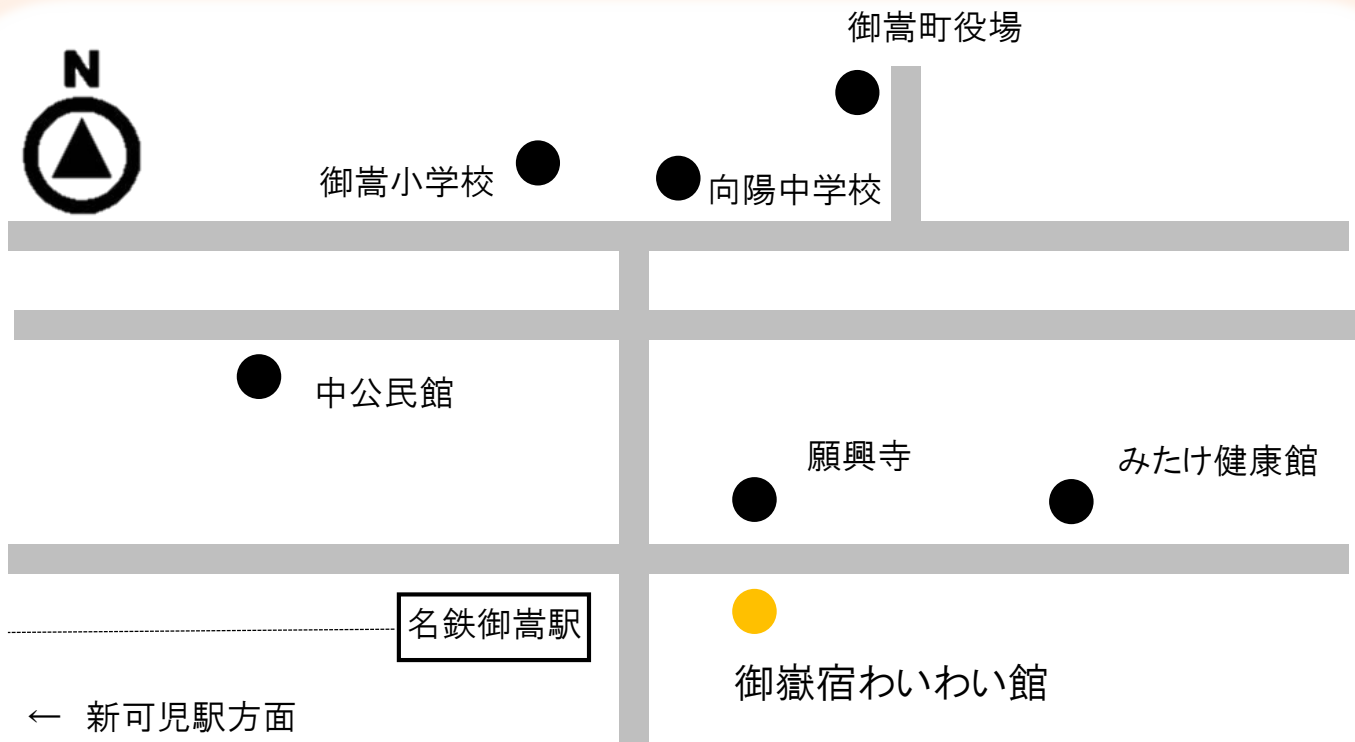 御嵩町役場
N
御嵩小学校
向陽中学校
中公民館
願興寺
みたけ健康館
名鉄御嵩駅
御嶽宿わいわい館
← 新可児駅方面